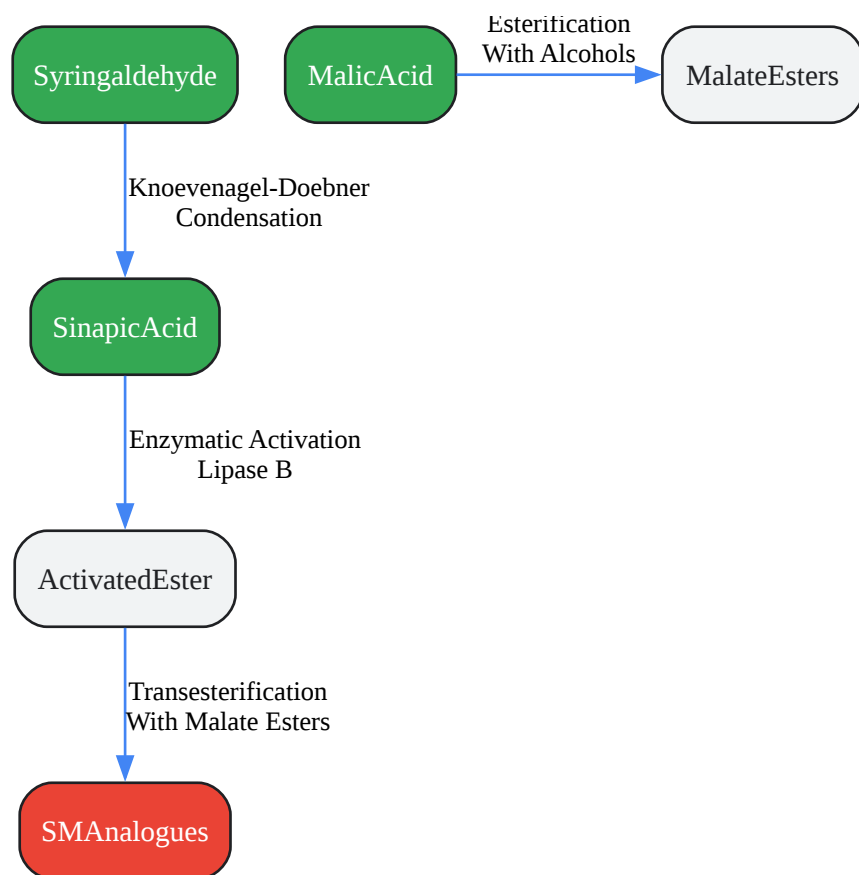 Esterification
With Alcohols
Syringaldehyde
MalicAcid
MalateEsters
Knoevenagel-Doebner
Condensation
SinapicAcid
Enzymatic Activation
Lipase B
ActivatedEster
Transesterification
With Malate Esters
SMAnalogues